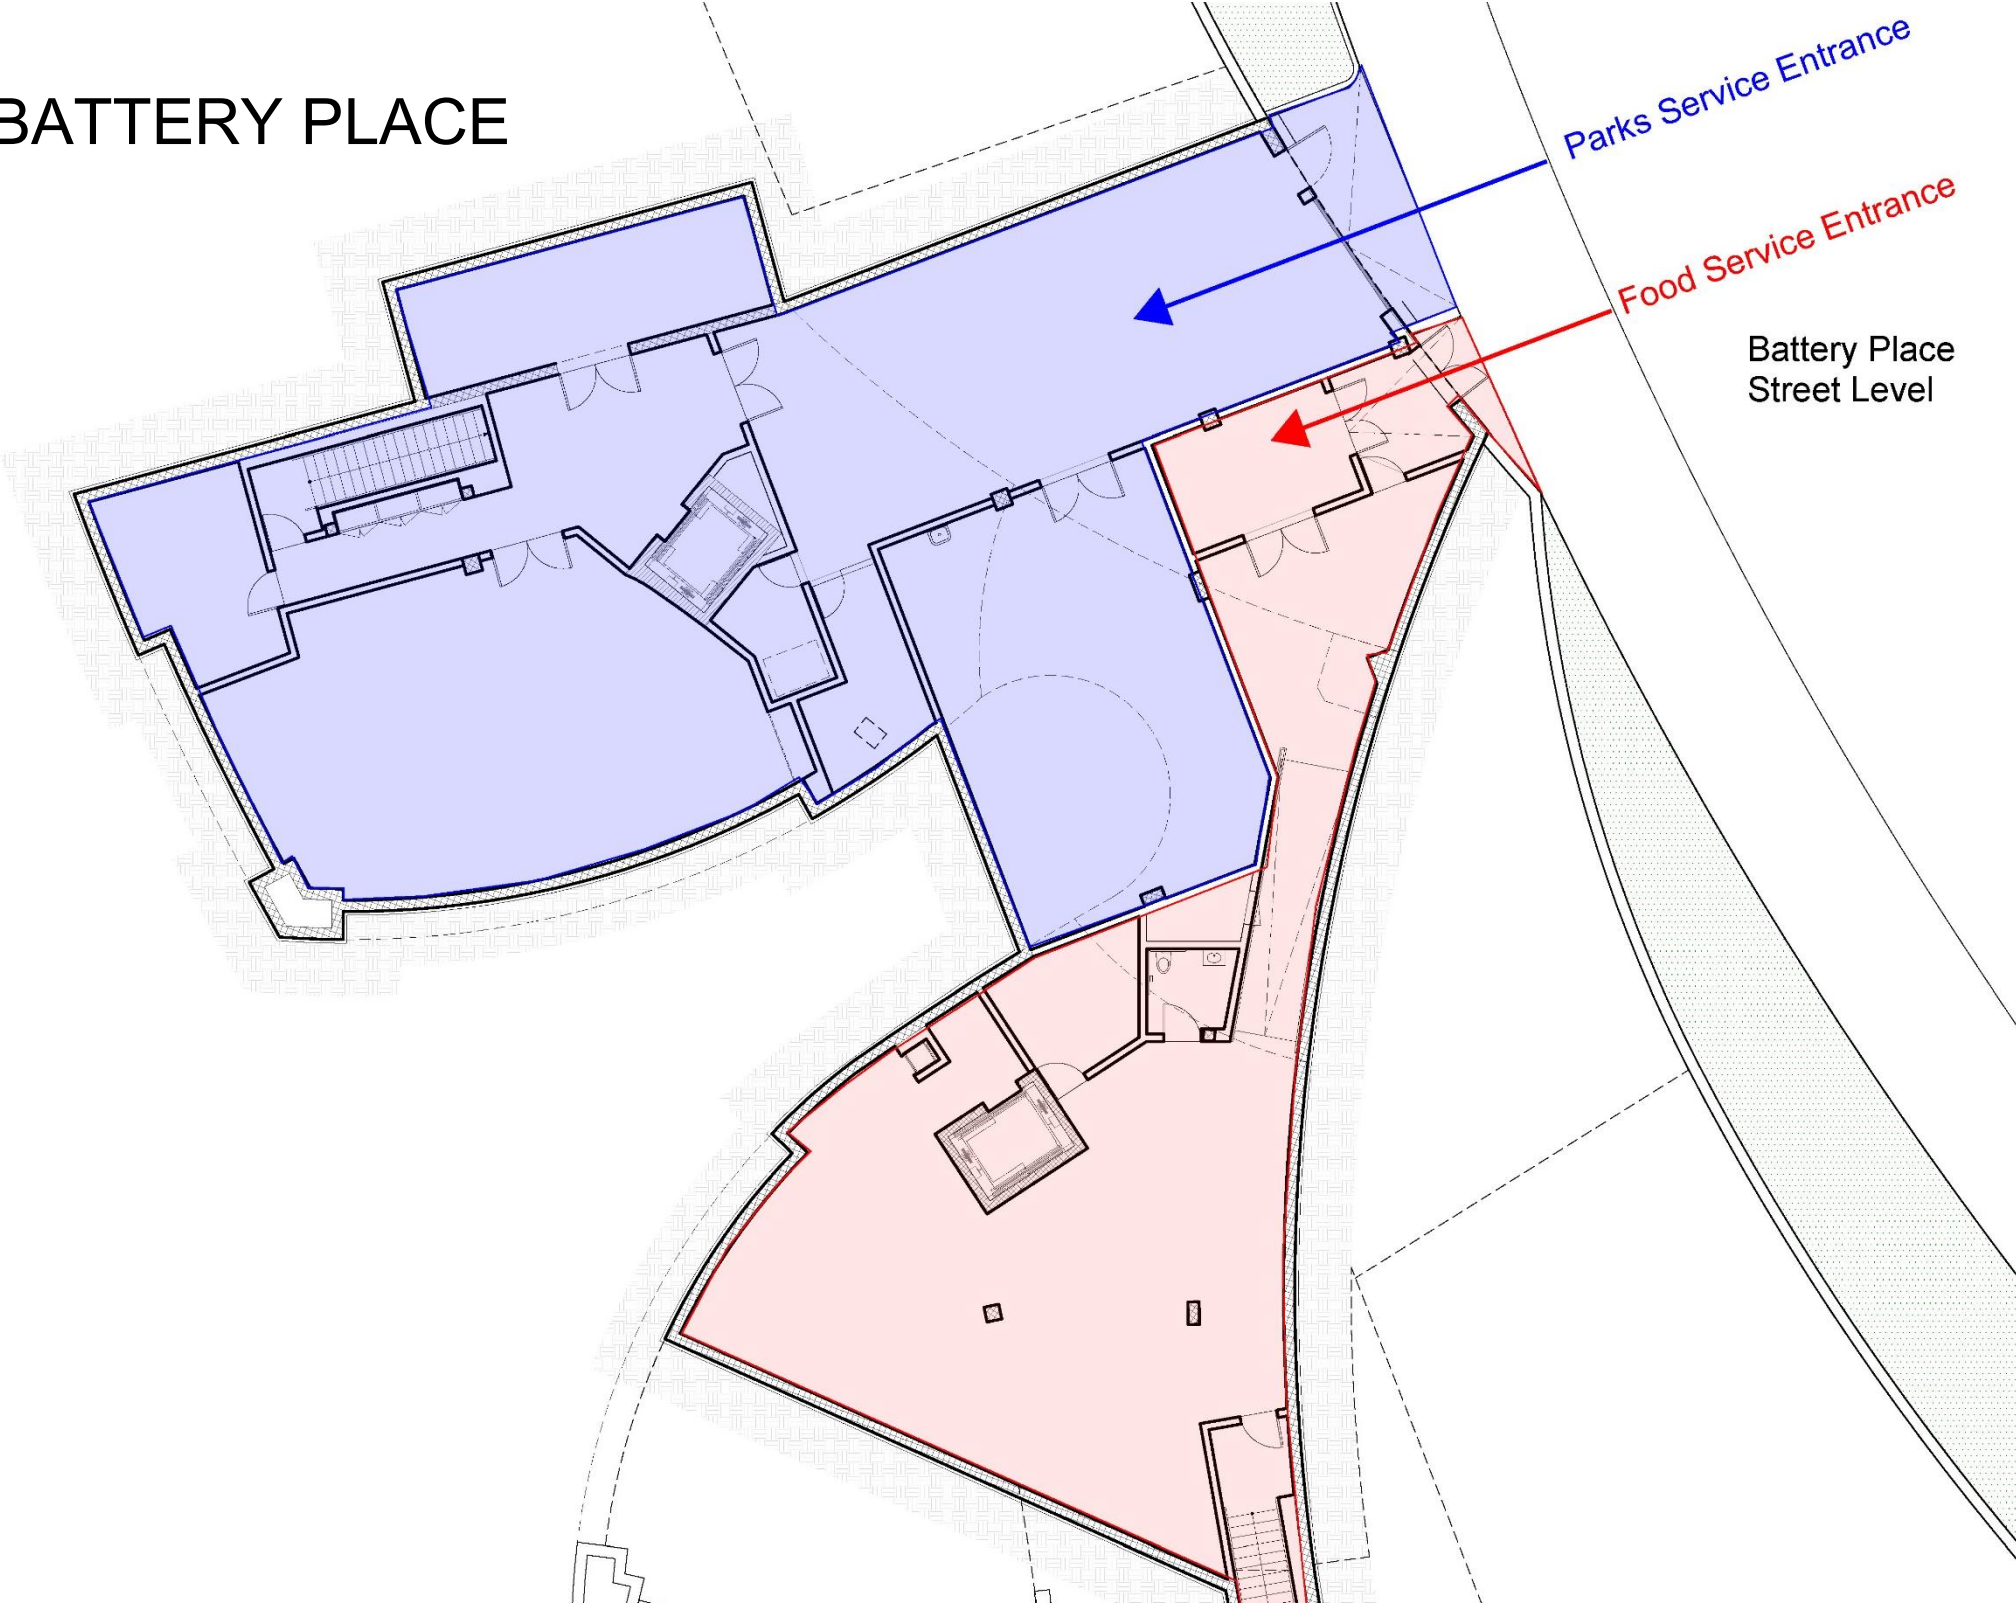 BATTERY PLACE
Parks Service Entrance
Food Service Entrance
Battery Place
Street Level